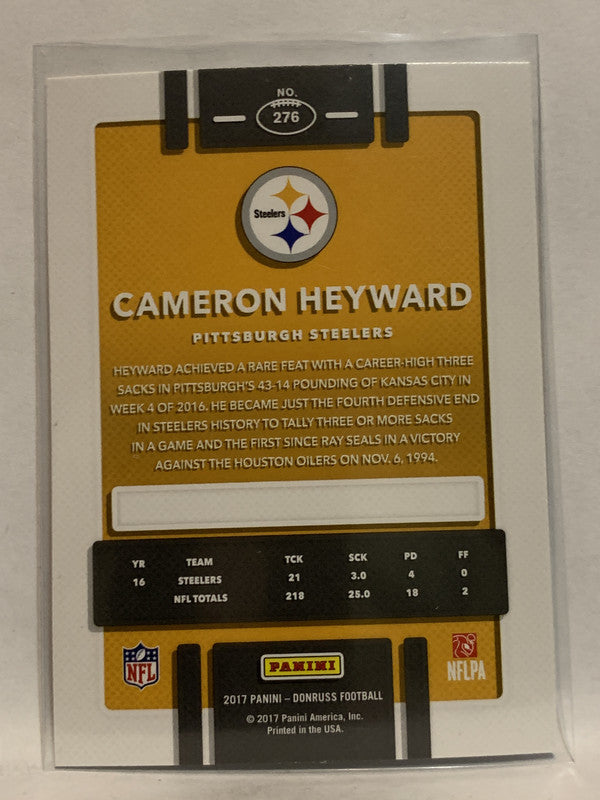 NO.
276
Steelers
CAMERON HEYWARD
PITTSBURGH STEELERS
HEYWARD ACHIEVED A RARE FEAT WITH A CAREER-HIGH THREE
SACKS IN PITTSBURGH'S 43-14 POUNDING OF KANSAS CITY IN
WEEK 4 OF 2016. HE BECAME JUST THE FOURTH DEFENSIVE END
IN STEELERS HISTORY TO TALLY THREE OR MORE SACKS
IN A GAME AND THE FIRST SINCE RAY SEALS IN A VICTORY
AGAINST THE HOUSTON OILERS ON NOV. 6, 1994.
YR TEAM TCK SCK PD FF
16 STEELERS 21 3.0 4 0
NFL TOTALS 218 25.0 18 2
NFL
PANINI
NFLPA
2017 PANINI – DONRUSS FOOTBALL
© 2017 Panini America, Inc.
Printed in the USA.